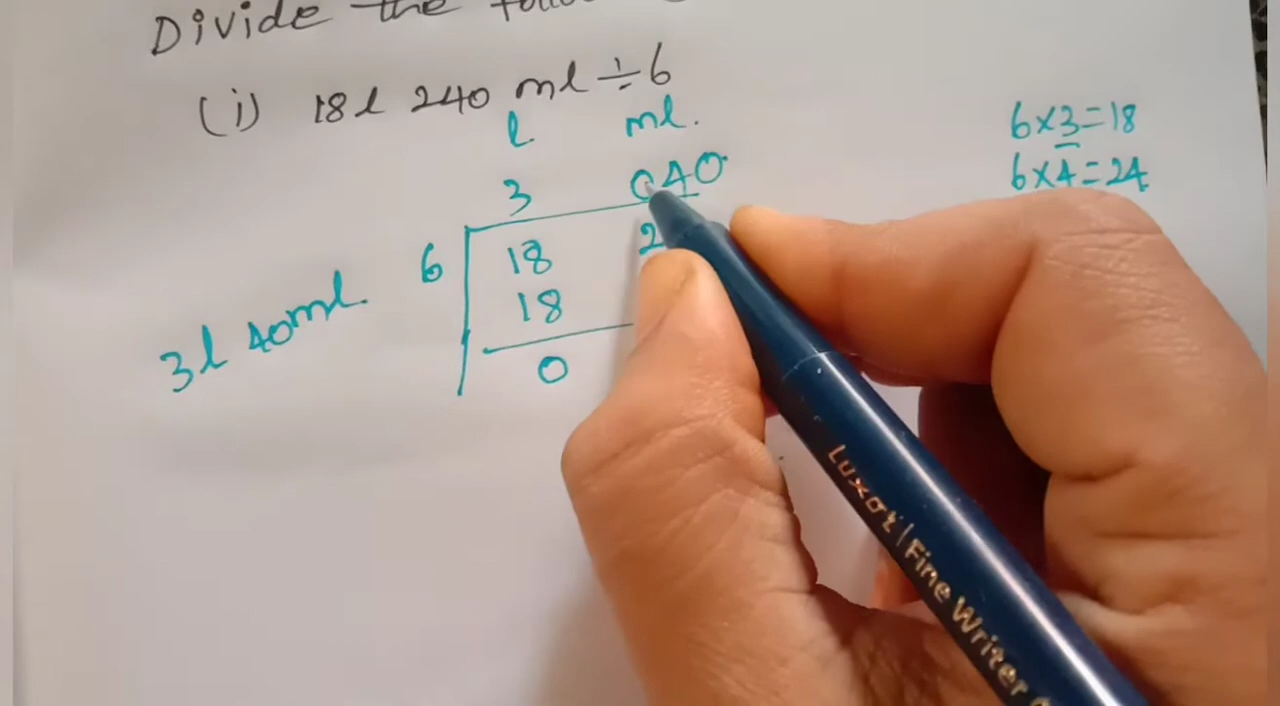 Divide the
(i) 18l 240 ml ÷ 6
l ml.
3 040
6 18 2
18
0
3l 40ml.
6×3=18
6×4=24
Luxor | Fine Writer